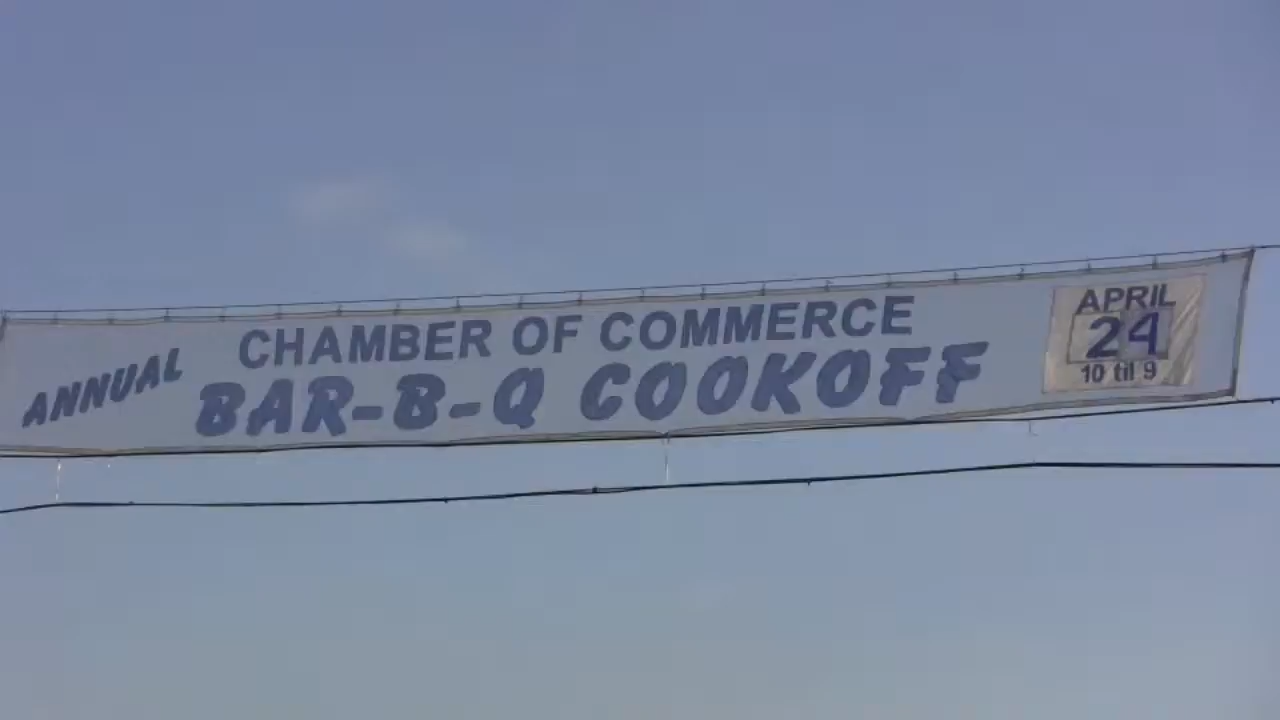 ANNUAL
CHAMBER OF COMMERCE
BAR-B-Q COOKOFF
APRIL
24
10 til 9